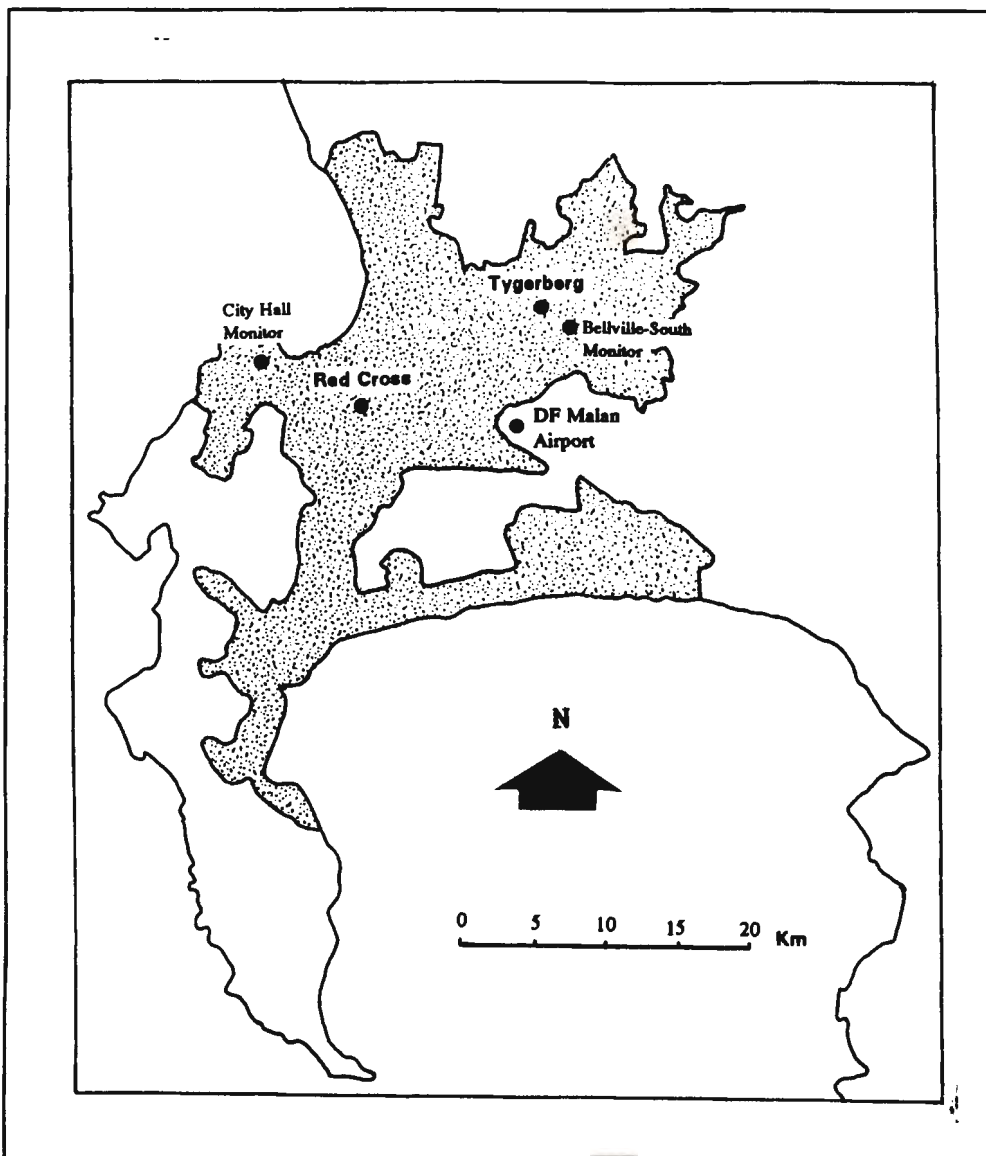 Tygerberg
City Hall
Monitor
Bellville-South
Monitor
Red Cross
DF Malan
Airport
N
0 5 10 15 20 Km